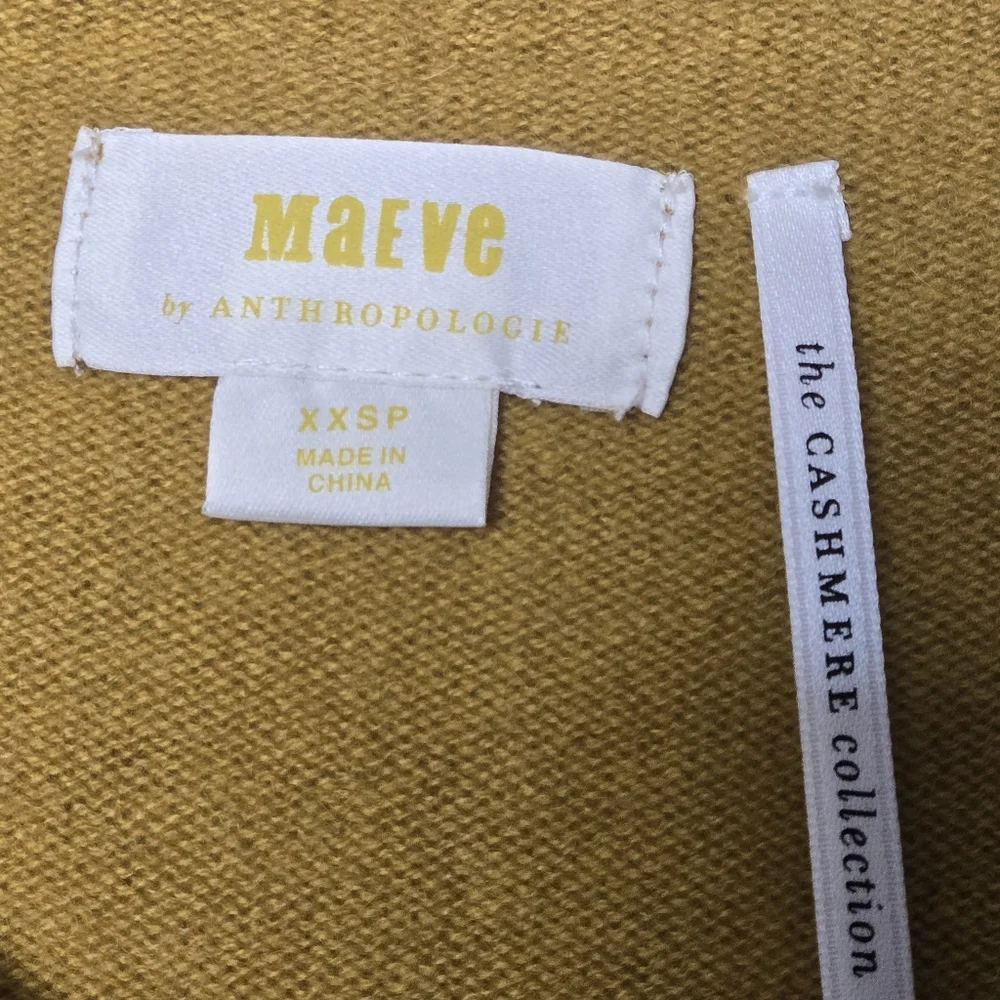 MaEve
by ANTHROPOLOGIE
XXSP
MADE IN
CHINA
the CASHMERE collection